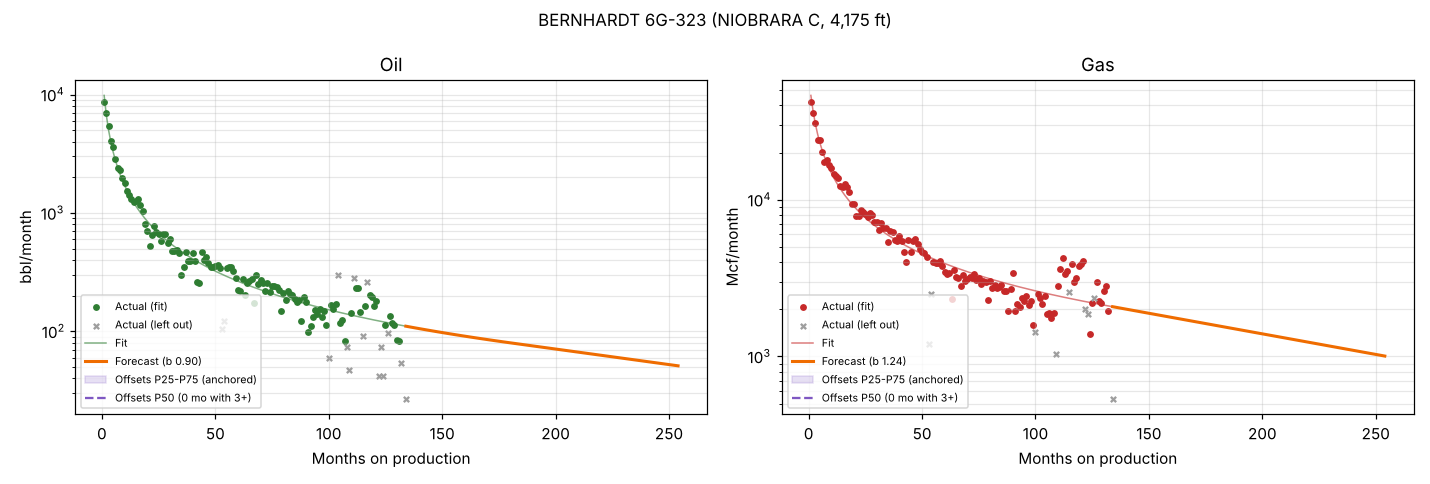 BERNHARDT 6G-323 (NIOBRARA C, 4,175 ft)
Oil
bbl/month
10^4
10^3
10^2
Actual (fit)
Actual (left out)
Fit
Forecast (b 0.90)
Offsets P25-P75 (anchored)
Offsets P50 (0 mo with 3+)
0 50 100 150 200 250
Months on production
Gas
Mcf/month
10^4
10^3
Actual (fit)
Actual (left out)
Fit
Forecast (b 1.24)
Offsets P25-P75 (anchored)
Offsets P50 (0 mo with 3+)
0 50 100 150 200 250
Months on production